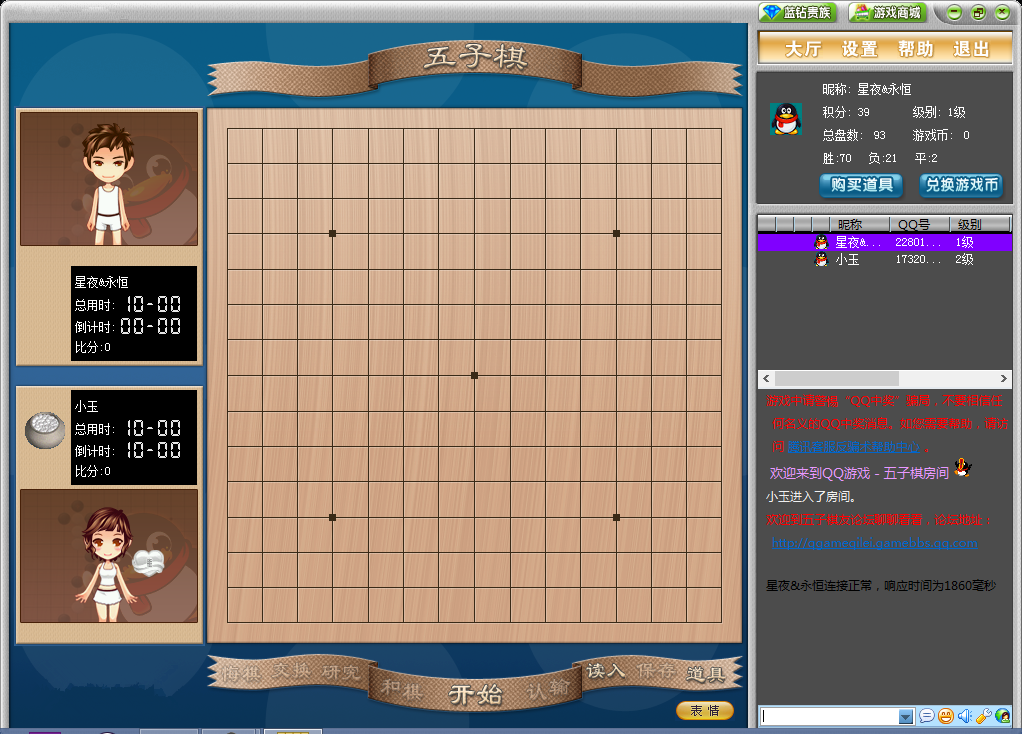 蓝钻贵族 游戏商城
五子棋
大厅 设置 帮助 退出
昵称: 星夜&永恒
积分: 39 级别: 1级
总盘数: 93 游戏币: 0
胜:70 负:21 平:2
购买道具 兑换游戏币
昵称 QQ号 级别
星夜&... 22801... 1级
小玉 17320... 2级
星夜&永恒
总用时: 10-00
倒计时: 00-00
比分:0
小玉
总用时: 10-00
倒计时: 10-00
比分:0
欢迎来到QQ游戏 - 五子棋房间
小玉进入了房间。
http://qqgameqilei.gamebbs.qq.com
星夜&永恒连接正常，响应时间为1860毫秒
悔棋 交换 研究 和棋 开始 认输 读入 保存 道具
表情